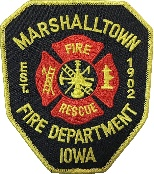 MARSHALLTOWN
FIRE
EST. 1902
RESCUE
FIRE DEPARTMENT
IOWA